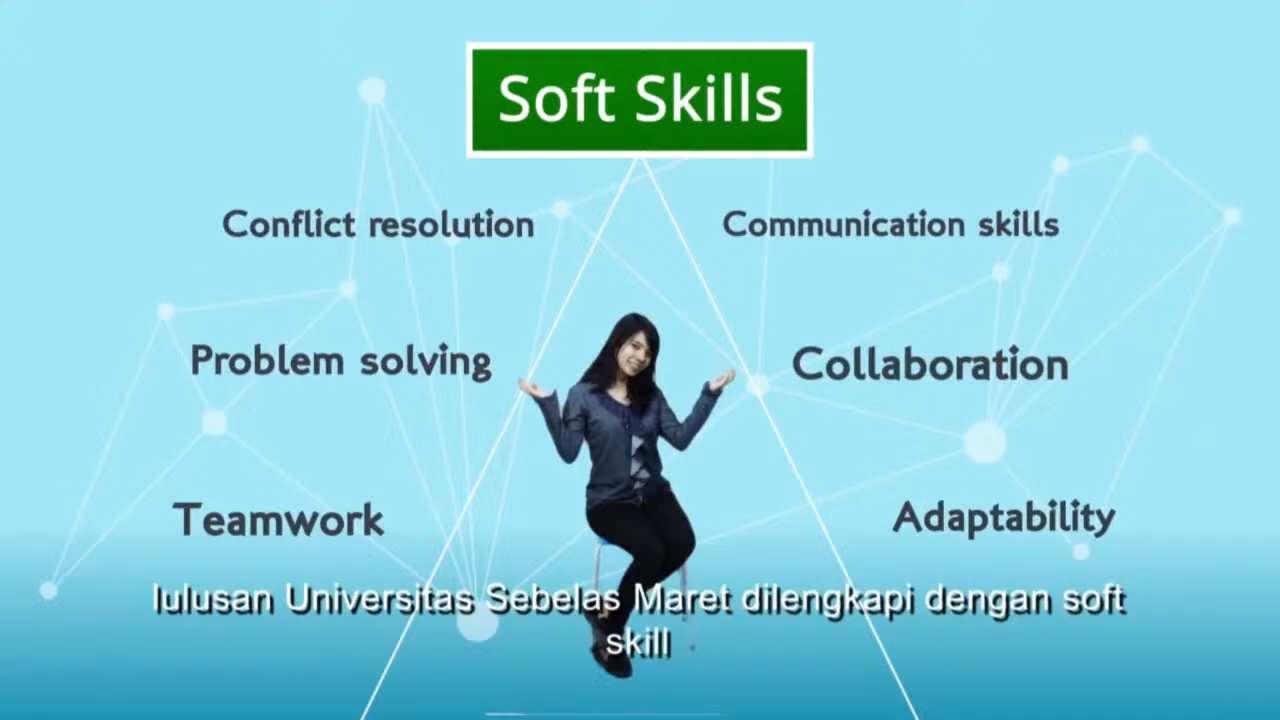 Soft Skills
Conflict resolution
Communication skills
Problem solving
Collaboration
Teamwork
Adaptability
lulusan Universitas Sebelas Maret dilengkapi dengan soft
skill